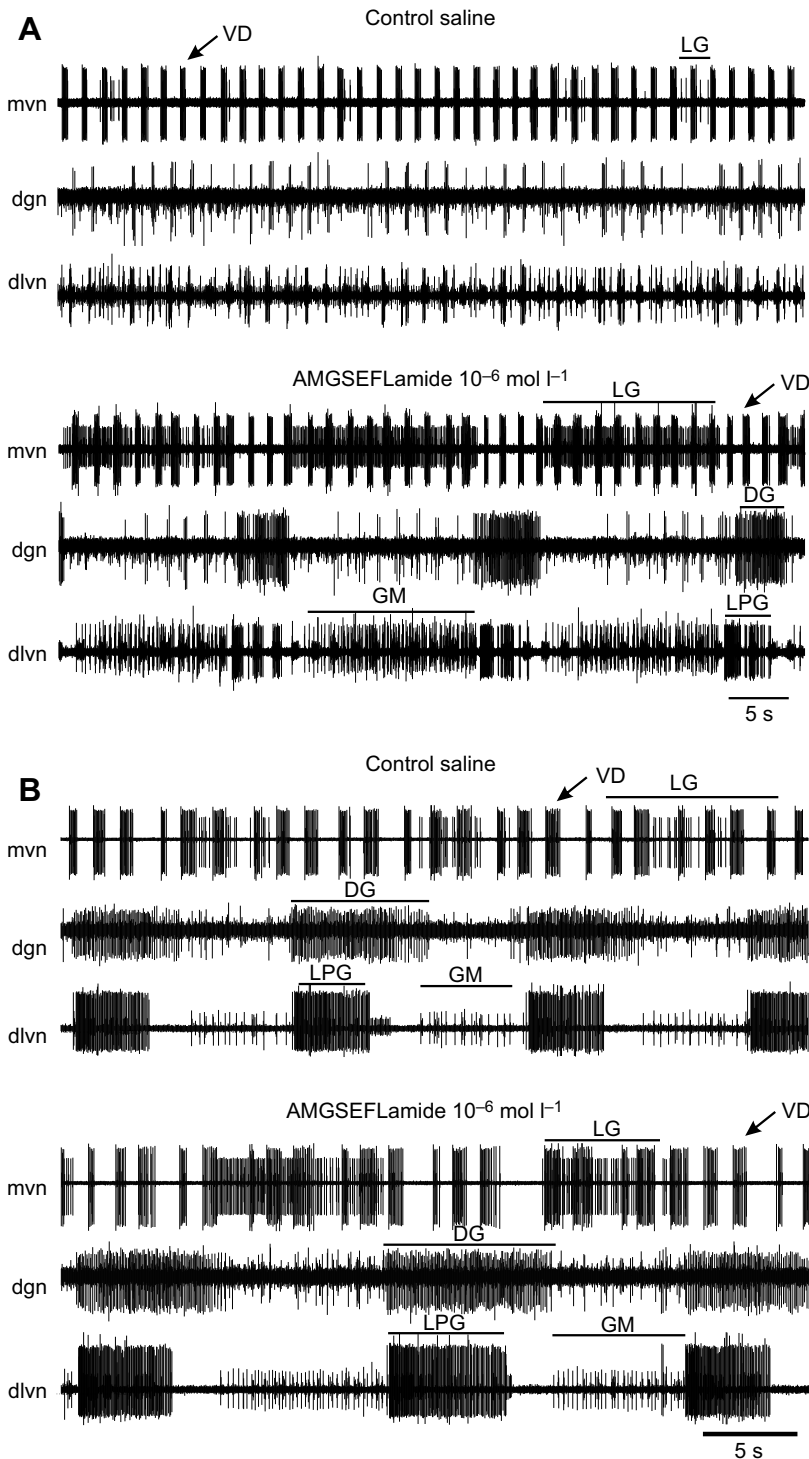 A
Control saline
VD
LG
mvn
dgn
dlvn
AMGSEFLamide 10⁻⁶ mol l⁻¹
LG
VD
mvn
DG
dgn
GM
LPG
dlvn
5 s
B
Control saline
VD
LG
mvn
DG
dgn
LPG
GM
dlvn
AMGSEFLamide 10⁻⁶ mol l⁻¹
LG
VD
mvn
DG
dgn
LPG
GM
dlvn
5 s